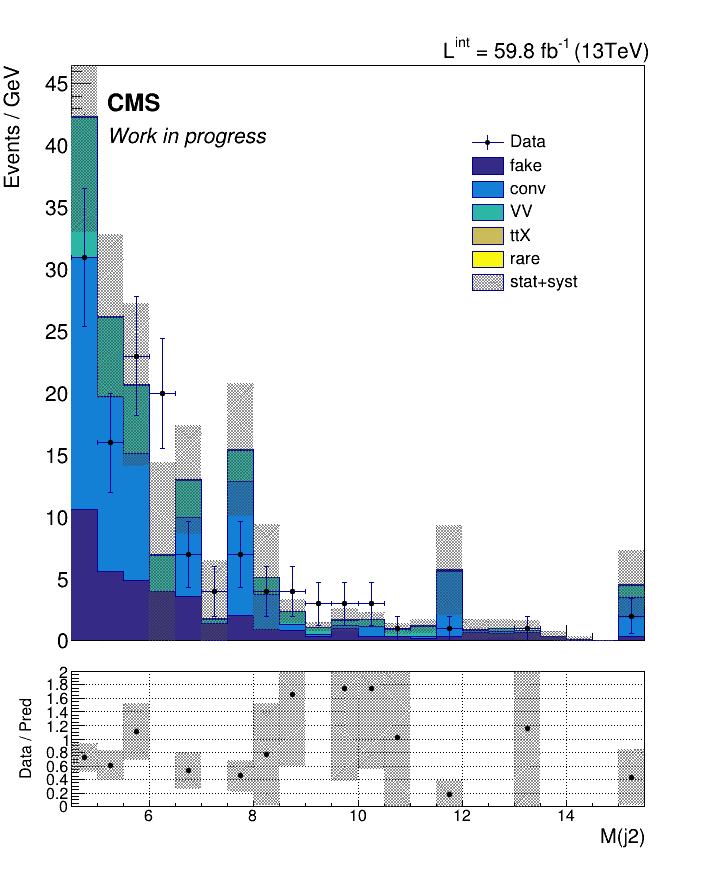 L^int = 59.8 fb^-1 (13TeV)
Events / GeV
CMS
Work in progress
Data
fake
conv
VV
ttX
rare
stat+syst
45
40
35
30
25
20
15
10
5
0
Data / Pred
2
1.8
1.6
1.4
1.2
1
0.8
0.6
0.4
0.2
0
6
8
10
12
14
M(j2)